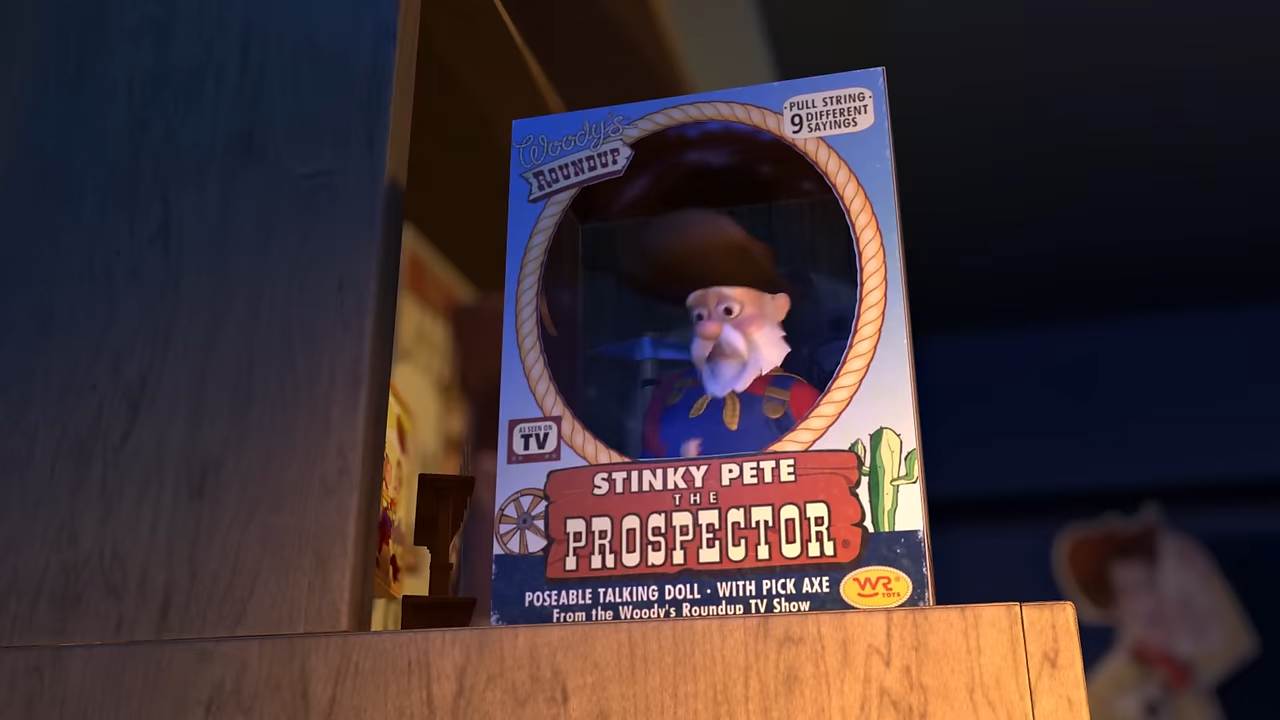 Woody's
ROUNDUP
· PULL STRING ·
9 DIFFERENT
SAYINGS
AS SEEN ON
TV
STINKY PETE
THE
PROSPECTOR
POSEABLE TALKING DOLL · WITH PICK AXE
From the Woody's Roundup TV Show
WR
TOYS